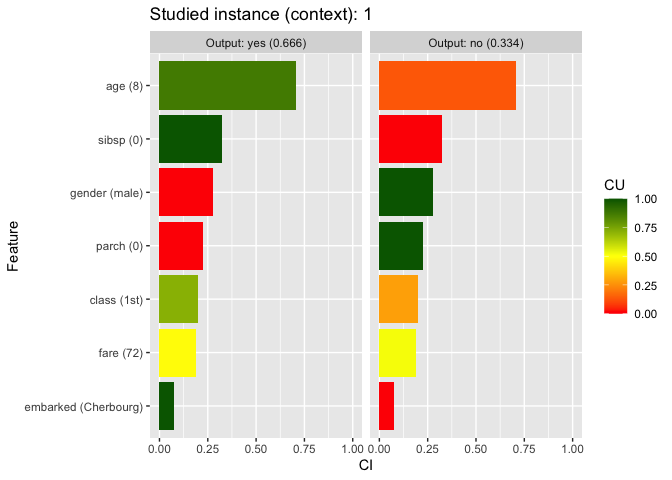 Studied instance (context): 1
Output: yes (0.666)
Output: no (0.334)
Feature
age (8)
sibsp (0)
gender (male)
parch (0)
class (1st)
fare (72)
embarked (Cherbourg)
0.00 0.25 0.50 0.75 1.00
0.00 0.25 0.50 0.75 1.00
CI
CU
1.00
0.75
0.50
0.25
0.00